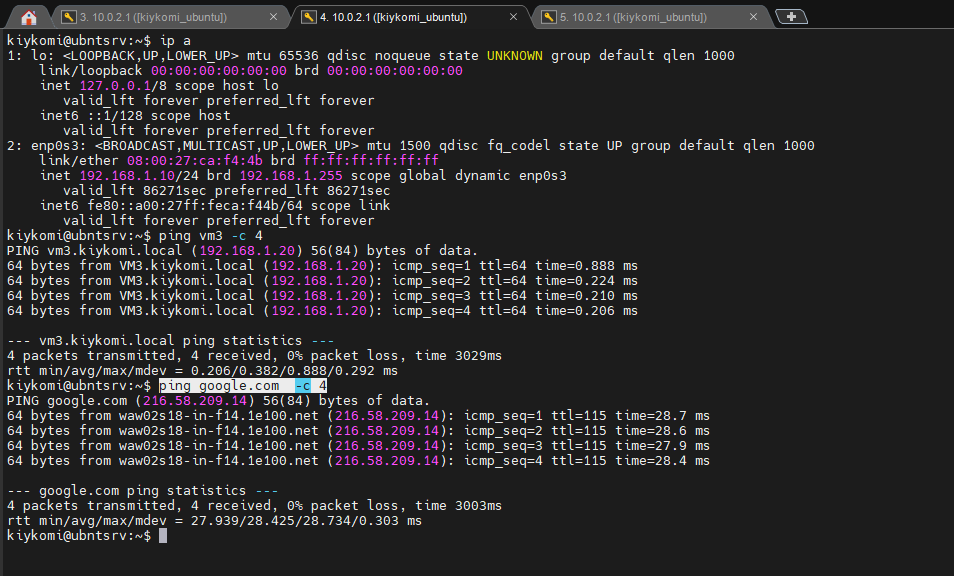 3. 10.0.2.1 ([kiykomi_ubuntu])
4. 10.0.2.1 ([kiykomi_ubuntu])
5. 10.0.2.1 ([kiykomi_ubuntu])
kiykomi@ubntsrv:~$ ip a
1: lo: <LOOPBACK,UP,LOWER_UP> mtu 65536 qdisc noqueue state UNKNOWN group default qlen 1000
    link/loopback 00:00:00:00:00:00 brd 00:00:00:00:00:00
    inet 127.0.0.1/8 scope host lo
       valid_lft forever preferred_lft forever
    inet6 ::1/128 scope host
       valid_lft forever preferred_lft forever
2: enp0s3: <BROADCAST,MULTICAST,UP,LOWER_UP> mtu 1500 qdisc fq_codel state UP group default qlen 1000
    link/ether 08:00:27:ca:f4:4b brd ff:ff:ff:ff:ff:ff
    inet 192.168.1.10/24 brd 192.168.1.255 scope global dynamic enp0s3
       valid_lft 86271sec preferred_lft 86271sec
    inet6 fe80::a00:27ff:feca:f44b/64 scope link
       valid_lft forever preferred_lft forever
kiykomi@ubntsrv:~$ ping vm3 -c 4
PING vm3.kiykomi.local (192.168.1.20) 56(84) bytes of data.
64 bytes from VM3.kiykomi.local (192.168.1.20): icmp_seq=1 ttl=64 time=0.888 ms
64 bytes from VM3.kiykomi.local (192.168.1.20): icmp_seq=2 ttl=64 time=0.224 ms
64 bytes from VM3.kiykomi.local (192.168.1.20): icmp_seq=3 ttl=64 time=0.210 ms
64 bytes from VM3.kiykomi.local (192.168.1.20): icmp_seq=4 ttl=64 time=0.206 ms

--- vm3.kiykomi.local ping statistics ---
4 packets transmitted, 4 received, 0% packet loss, time 3029ms
rtt min/avg/max/mdev = 0.206/0.382/0.888/0.292 ms
kiykomi@ubntsrv:~$ ping google.com  -c 4
PING google.com (216.58.209.14) 56(84) bytes of data.
64 bytes from waw02s18-in-f14.1e100.net (216.58.209.14): icmp_seq=1 ttl=115 time=28.7 ms
64 bytes from waw02s18-in-f14.1e100.net (216.58.209.14): icmp_seq=2 ttl=115 time=28.6 ms
64 bytes from waw02s18-in-f14.1e100.net (216.58.209.14): icmp_seq=3 ttl=115 time=27.9 ms
64 bytes from waw02s18-in-f14.1e100.net (216.58.209.14): icmp_seq=4 ttl=115 time=28.4 ms

--- google.com ping statistics ---
4 packets transmitted, 4 received, 0% packet loss, time 3003ms
rtt min/avg/max/mdev = 27.939/28.425/28.734/0.303 ms
kiykomi@ubntsrv:~$